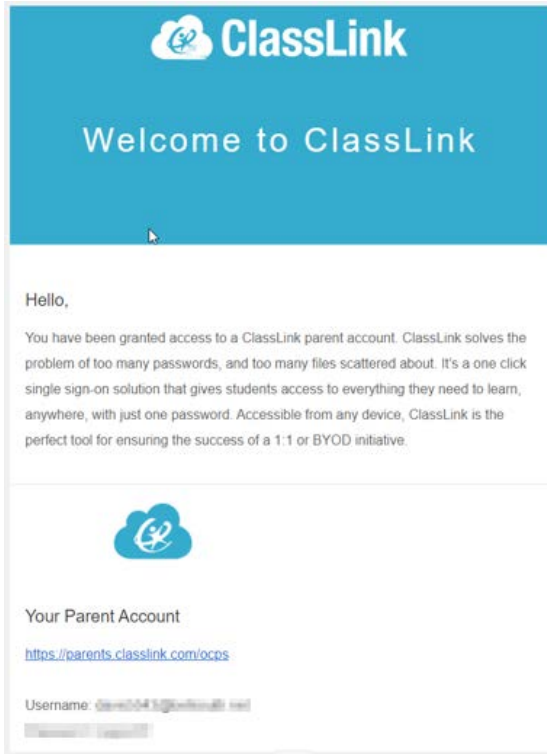 ClassLink
Welcome to ClassLink
Hello,
You have been granted access to a ClassLink parent account. ClassLink solves the
problem of too many passwords, and too many files scattered about. It's a one click
single sign-on solution that gives students access to everything they need to learn,
anywhere, with just one password. Accessible from any device, ClassLink is the
perfect tool for ensuring the success of a 1:1 or BYOD initiative.
Your Parent Account
https://parents.classlink.com/ocps
Username: